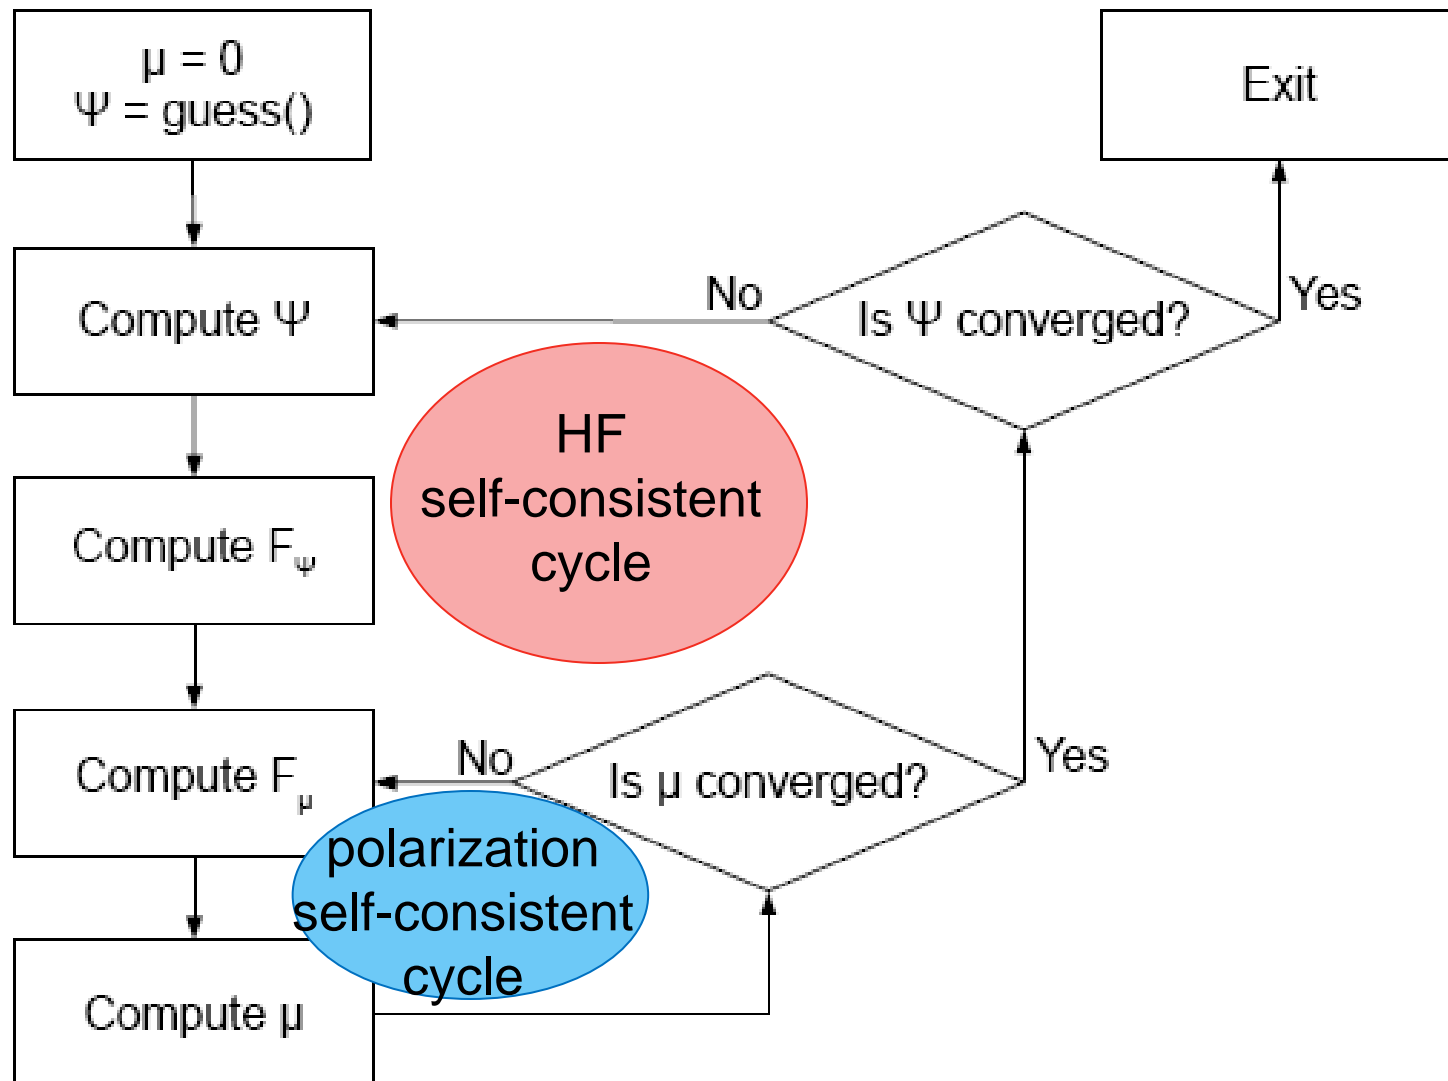 μ = 0
Ψ = guess()
Exit
Compute Ψ
No
Is Ψ converged?
Yes
HF
self-consistent
cycle
Compute F_Ψ
Compute F_μ
No
Is μ converged?
Yes
polarization
self-consistent
cycle
Compute μ